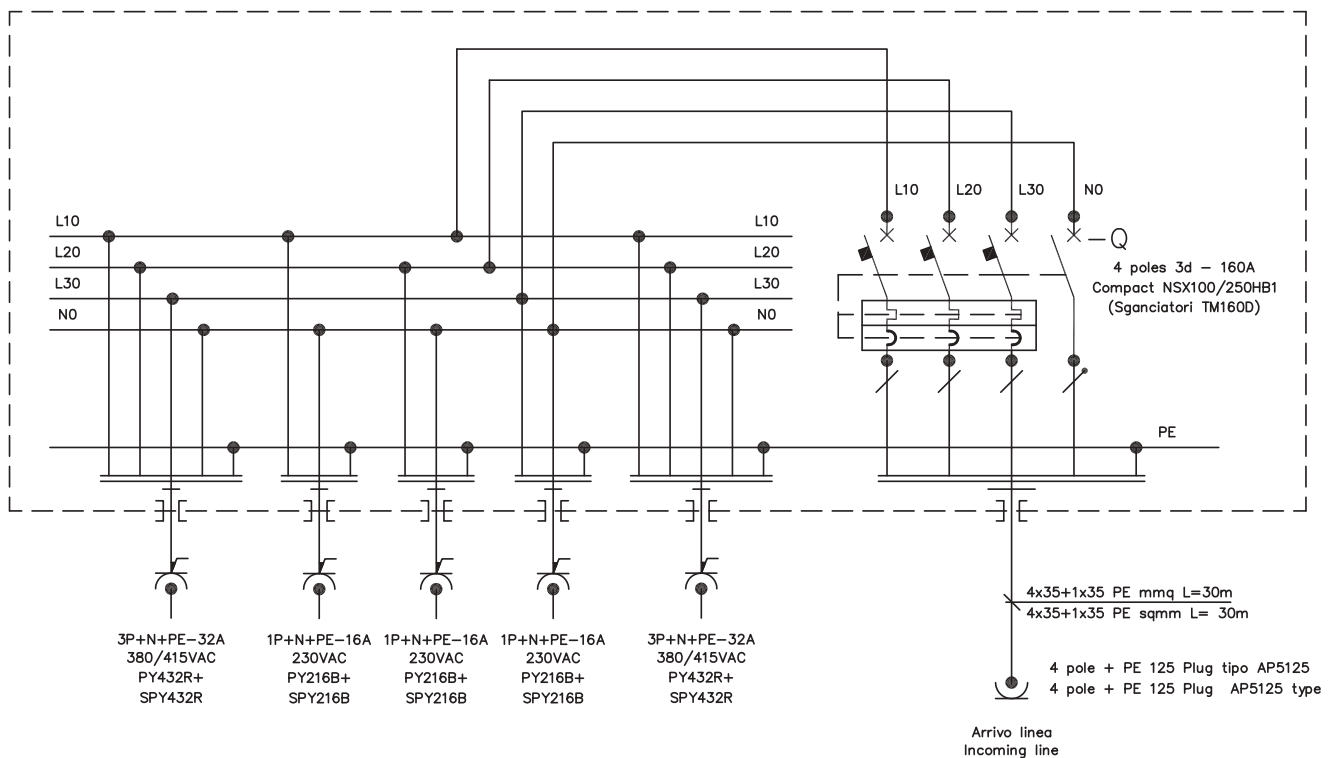 L10 L20 L30 N0
L10 L10
L20 L20
L30 L30
N0 N0
–Q
4 poles 3d – 160A
Compact NSX100/250HB1
(Sganciatori TM160D)
PE
4x35+1x35 PE mmq L=30m
4x35+1x35 PE sqmm L= 30m
3P+N+PE–32A
380/415VAC
PY432R+
SPY432R
1P+N+PE–16A
230VAC
PY216B+
SPY216B
1P+N+PE–16A
230VAC
PY216B+
SPY216B
1P+N+PE–16A
230VAC
PY216B+
SPY216B
3P+N+PE–32A
380/415VAC
PY432R+
SPY432R
4 pole + PE 125 Plug tipo AP5125
4 pole + PE 125 Plug AP5125 type
Arrivo linea
Incoming line